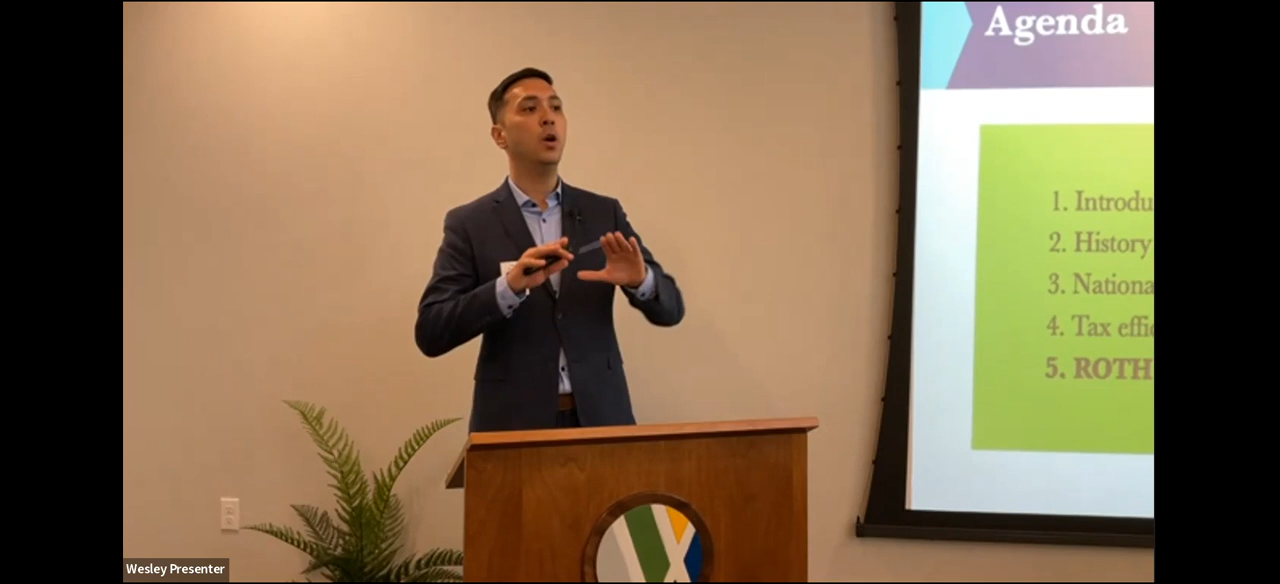 Agenda
1. Introdu
2. History
3. Nationa
4. Tax effi
5. ROTH
Wesley Presenter